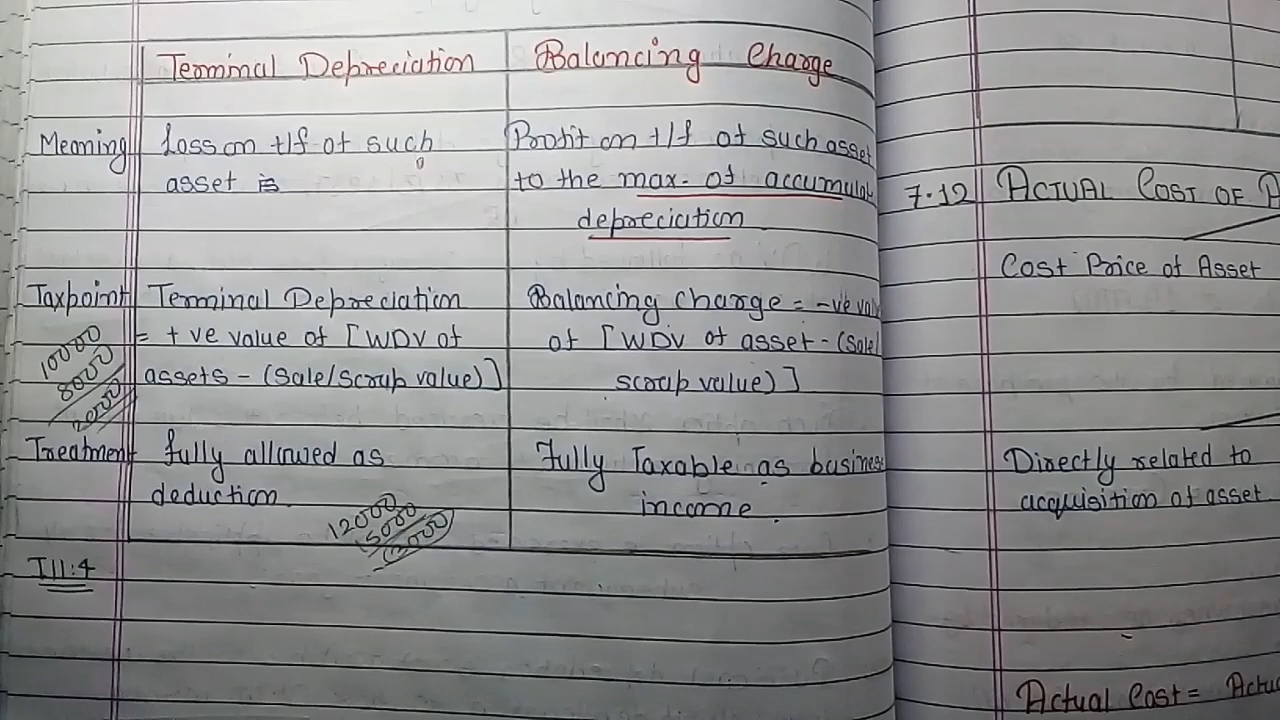 Terminal Depreciation
Balancing Charge
Meaning
Loss on t/f of such
asset is
Profit on t/f of such asset
to the max. of accumula
depreciation
Taxpoint
Terminal Depreciation
= +ve value of [WDV of
assets - (Sale/scrap value)]
Balancing charge = -ve valu
of [WDV of asset - (Sale/
scrap value)]
10000
8000
2000
Treatment
fully allowed as
deduction
Fully Taxable as business
income.
12000
15000
(3000)
Ill:4
7.12 ACTUAL COST OF A
Cost Price of Asset
Directly related to
acquisition of asset
Actual Cost = Actua